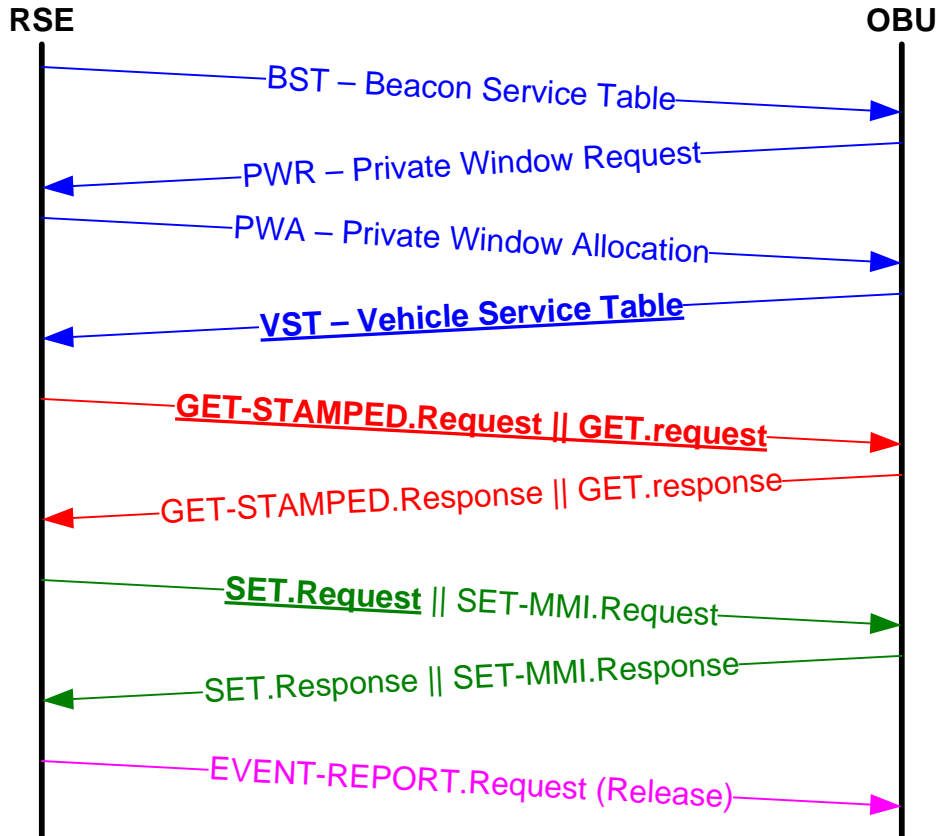 RSE OBU
BST – Beacon Service Table
PWR – Private Window Request
PWA – Private Window Allocation
VST – Vehicle Service Table
GET-STAMPED.Request || GET.request
GET-STAMPED.Response || GET.response
SET.Request || SET-MMI.Request
SET.Response || SET-MMI.Response
EVENT-REPORT.Request (Release)